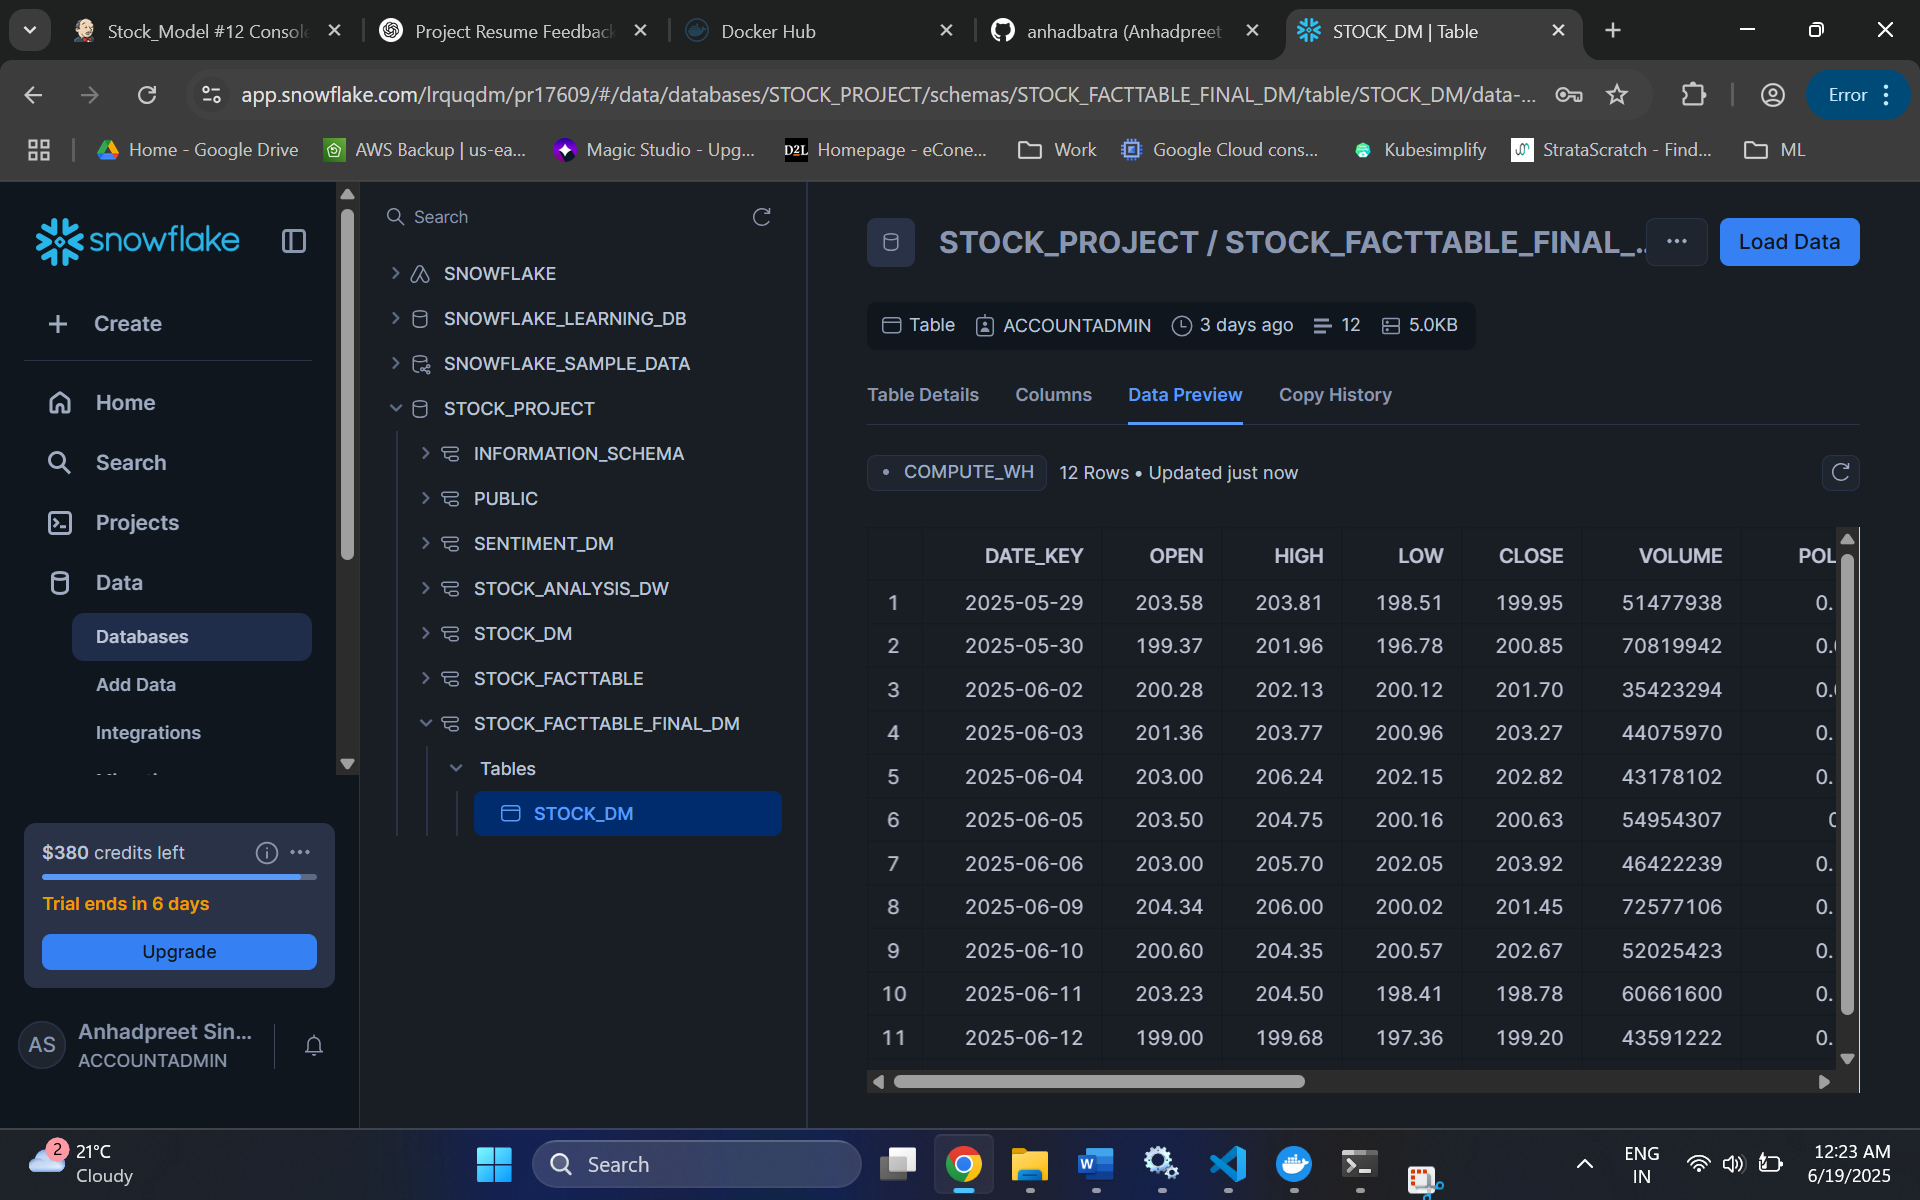 Stock_Model #12 Console
Project Resume Feedback
Docker Hub
anhadbatra (Anhadpreet
STOCK_DM | Table
app.snowflake.com/lrquqdm/pr17609/#/data/databases/STOCK_PROJECT/schemas/STOCK_FACTTABLE_FINAL_DM/table/STOCK_DM/data-...
Error
Home - Google Drive
AWS Backup | us-ea...
Magic Studio - Upg...
D2L Homepage - eCone...
Work
Google Cloud cons...
Kubesimplify
StrataScratch - Find...
ML
snowflake
Create
Home
Search
Projects
Data
Databases
Add Data
Integrations
$380 credits left
Trial ends in 6 days
Upgrade
AS
Anhadpreet Sin...
ACCOUNTADMIN
Search
SNOWFLAKE
SNOWFLAKE_LEARNING_DB
SNOWFLAKE_SAMPLE_DATA
STOCK_PROJECT
INFORMATION_SCHEMA
PUBLIC
SENTIMENT_DM
STOCK_ANALYSIS_DW
STOCK_DM
STOCK_FACTTABLE
STOCK_FACTTABLE_FINAL_DM
Tables
STOCK_DM
STOCK_PROJECT / STOCK_FACTTABLE_FINAL_...
...
Load Data
Table ACCOUNTADMIN 3 days ago 12 5.0KB
Table Details Columns Data Preview Copy History
• COMPUTE_WH 12 Rows • Updated just now
DATE_KEY OPEN HIGH LOW CLOSE VOLUME POL
1 2025-05-29 203.58 203.81 198.51 199.95 51477938 0.
2 2025-05-30 199.37 201.96 196.78 200.85 70819942 0.
3 2025-06-02 200.28 202.13 200.12 201.70 35423294 0.
4 2025-06-03 201.36 203.77 200.96 203.27 44075970 0.
5 2025-06-04 203.00 206.24 202.15 202.82 43178102 0.
6 2025-06-05 203.50 204.75 200.16 200.63 54954307
7 2025-06-06 203.00 205.70 202.05 203.92 46422239 0.
8 2025-06-09 204.34 206.00 200.02 201.45 72577106 0.
9 2025-06-10 200.60 204.35 200.57 202.67 52025423 0.
10 2025-06-11 203.23 204.50 198.41 198.78 60661600 0.
11 2025-06-12 199.00 199.68 197.36 199.20 43591222 0.
2
21°C
Cloudy
Search
ENG
IN
12:23 AM
6/19/2025